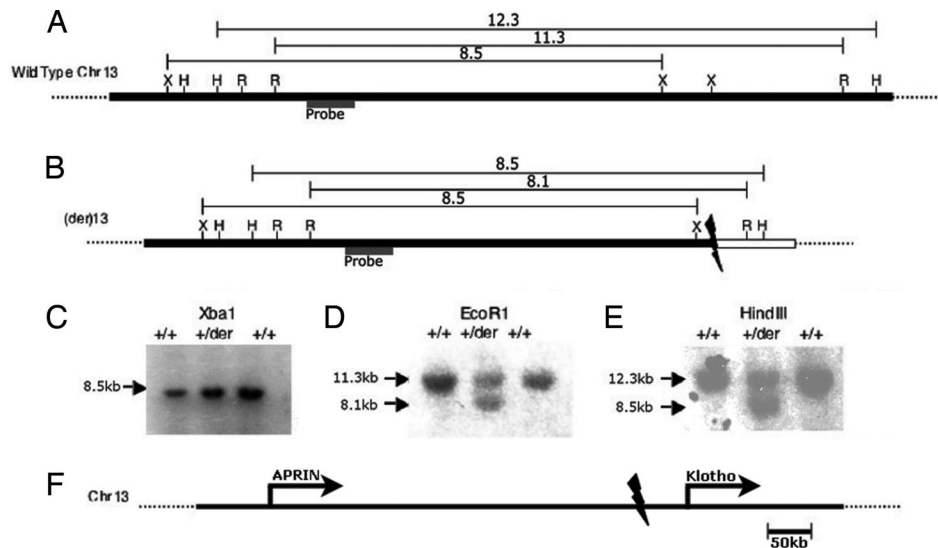 A
12.3
11.3
8.5
Wild Type Chr13
X H H R R X X R H
Probe
B
8.5
8.1
8.5
(der)13
X H H R R X R H
Probe
C
Xba1
+/+ +/der +/+
8.5kb
D
EcoR1
+/+ +/der +/+
11.3kb
8.1kb
E
HindIII
+/+ +/der +/+
12.3kb
8.5kb
F
Chr13
APRIN
Klotho
50kb